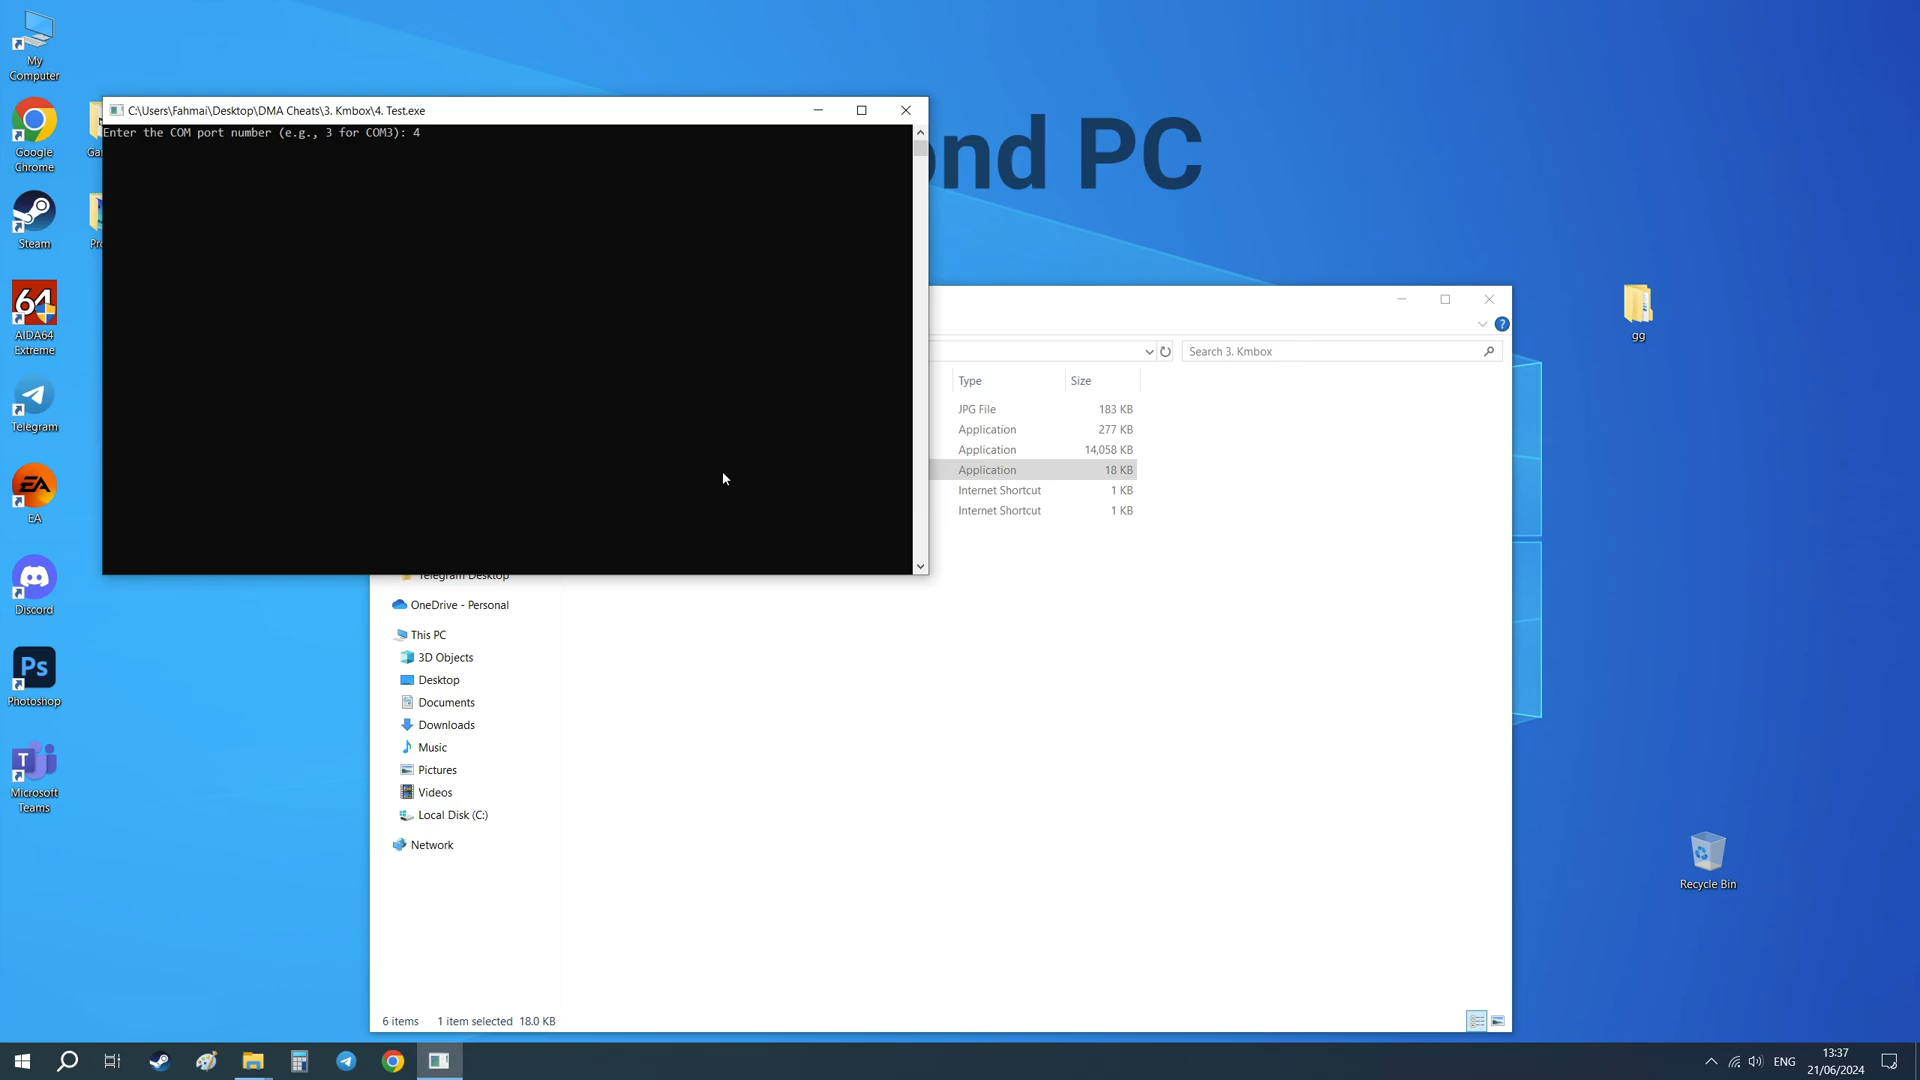 My
Computer
Google
Chrome
Steam
AIDA64
Extreme
Telegram
EA
Discord
Photoshop
Microsoft
Teams
C:\Users\Fahmai\Desktop\DMA Cheats\3. Kmbox\4. Test.exe
Enter the COM port number (e.g., 3 for COM3): 4
ond PC
Search 3. Kmbox
Type Size
JPG File 183 KB
Application 277 KB
Application 14,058 KB
Application 18 KB
Internet Shortcut 1 KB
Internet Shortcut 1 KB
Telegram Desktop
OneDrive - Personal
This PC
3D Objects
Desktop
Documents
Downloads
Music
Pictures
Videos
Local Disk (C:)
Network
6 items 1 item selected 18.0 KB
gg
Recycle Bin
ENG
13:37
21/06/2024